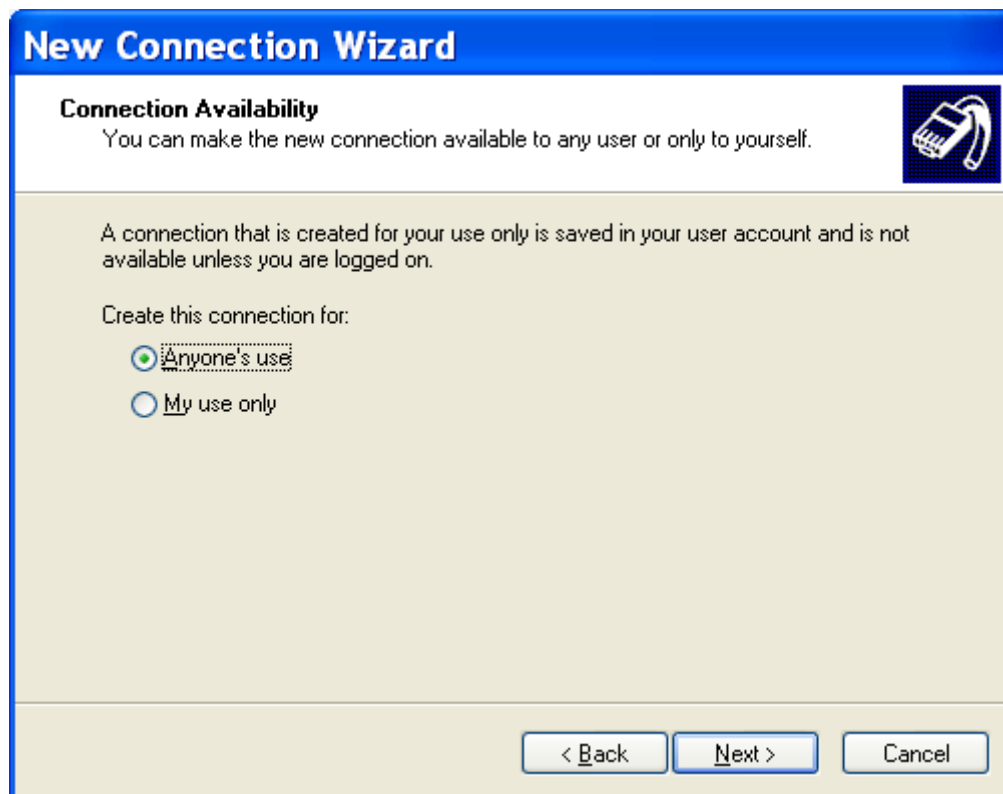 New Connection Wizard
Connection Availability
You can make the new connection available to any user or only to yourself.
A connection that is created for your use only is saved in your user account and is not
available unless you are logged on.
Create this connection for:
Anyone's use
My use only
< Back Next > Cancel